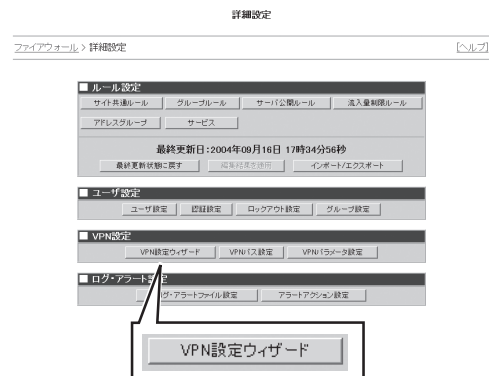 詳細設定
ファイアウォール > 詳細設定 [ヘルプ]
■ ルール設定
サイト共通ルール グループルール サーバ公開ルール 流入量制限ルール
アドレスグループ サービス
最終更新日:2004年09月16日 17時34分56秒
最終更新状態に戻す 編集結果を適用 インポート/エクスポート
■ ユーザ設定
ユーザ設定 認証設定 ロックアウト設定 グループ設定
■ VPN設定
VPN設定ウィザード VPNパス設定 VPNパラメータ設定
■ ログ・アラート設定
ログ・アラートファイル設定 アラートアクション設定
VPN設定ウィザード